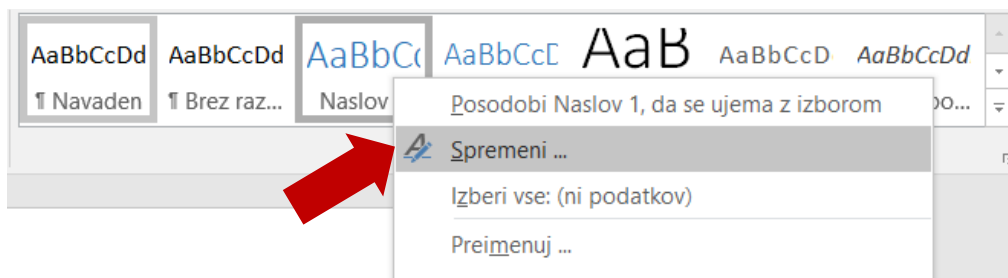 AaBbCcDd AaBbCcDd AaBbC AaBbCcD AaB AaBbCcD AaBbCcDd
¶ Navaden ¶ Brez raz... Naslov
Posodobi Naslov 1, da se ujema z izborom
Spremeni ...
Izberi vse: (ni podatkov)
Preimenuj ...